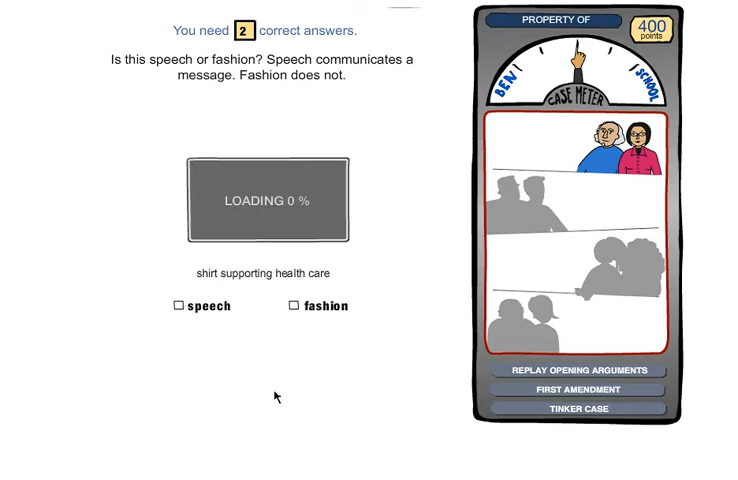 You need 2 correct answers.
Is this speech or fashion? Speech communicates a
message. Fashion does not.
LOADING 0 %
shirt supporting health care
speech
fashion
PROPERTY OF
400
points
BEN
SCHOOL
CASE METER
REPLAY OPENING ARGUMENTS
FIRST AMENDMENT
TINKER CASE